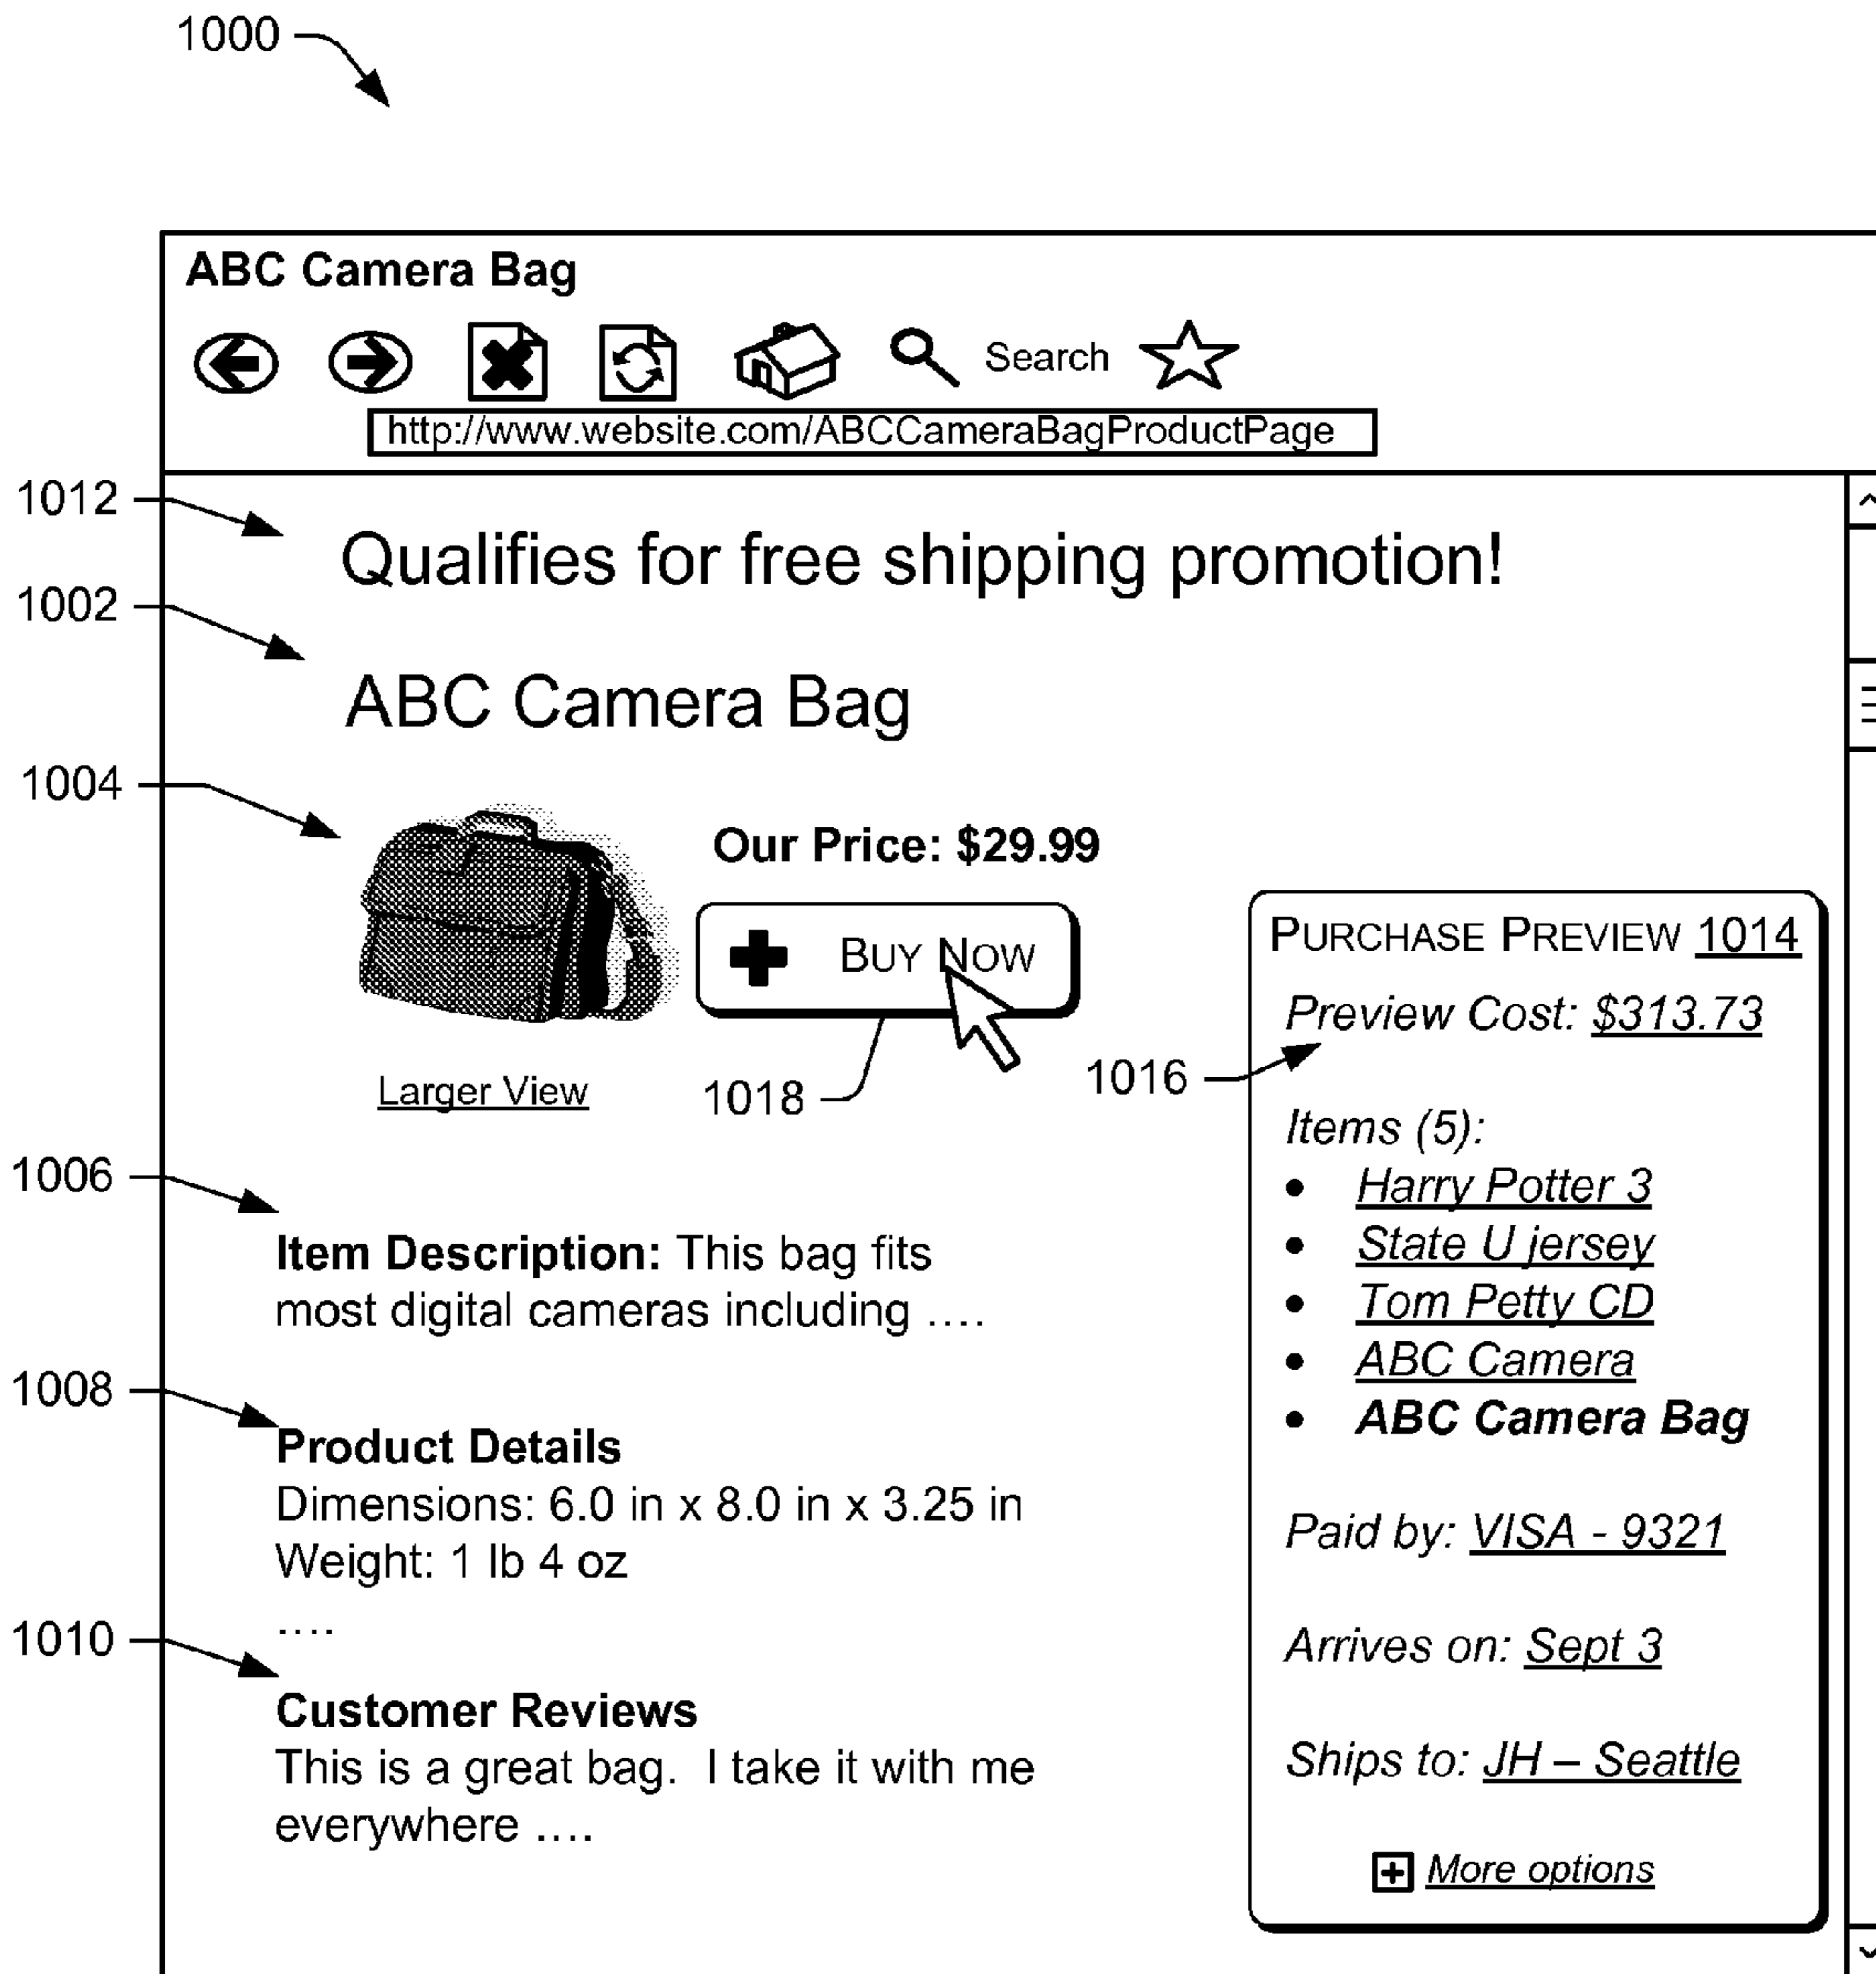 1000
ABC Camera Bag
Search
http://www.website.com/ABCCameraBagProductPage
1012
Qualifies for free shipping promotion!
1002
ABC Camera Bag
1004
Our Price: $29.99
BUY NOW
Larger View
1018
PURCHASE PREVIEW 1014
Preview Cost: $313.73
1016
Items (5):
• Harry Potter 3
• State U jersey
• Tom Petty CD
• ABC Camera
• ABC Camera Bag
Paid by: VISA - 9321
Arrives on: Sept 3
Ships to: JH – Seattle
More options
1006
Item Description: This bag fits
most digital cameras including ....
1008
Product Details
Dimensions: 6.0 in x 8.0 in x 3.25 in
Weight: 1 lb 4 oz
....
1010
Customer Reviews
This is a great bag.  I take it with me
everywhere ....